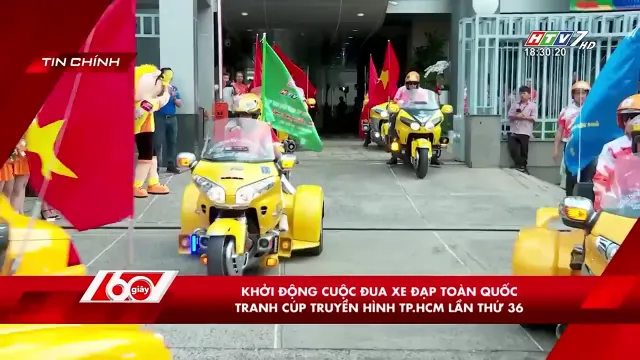 TIN CHÍNH
HTV7 HD
18:30:20
60 giây
KHỞI ĐỘNG CUỘC ĐUA XE ĐẠP TOÀN QUỐC
TRANH CÚP TRUYỀN HÌNH TP.HCM LẦN THỨ 36